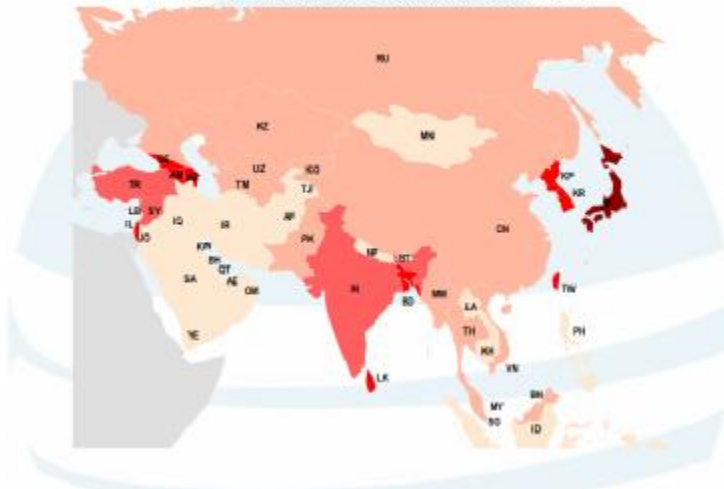 RU
KZ
MN
UZ
KG
TM
TJ
TR
KP
KR
LB SY
IL
JO
IQ
IR
AF
CN
PK
KW
NP
BT
BH
QT
AE
SA
OM
IN
BD
MM
LA
TW
YE
TH
PH
KH
VN
LK
BN
MY
SG
ID